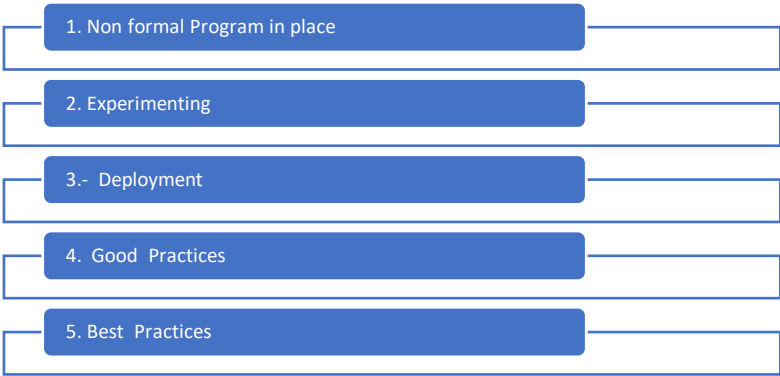 1. Non formal Program in place
2. Experimenting
3.- Deployment
4. Good Practices
5. Best Practices